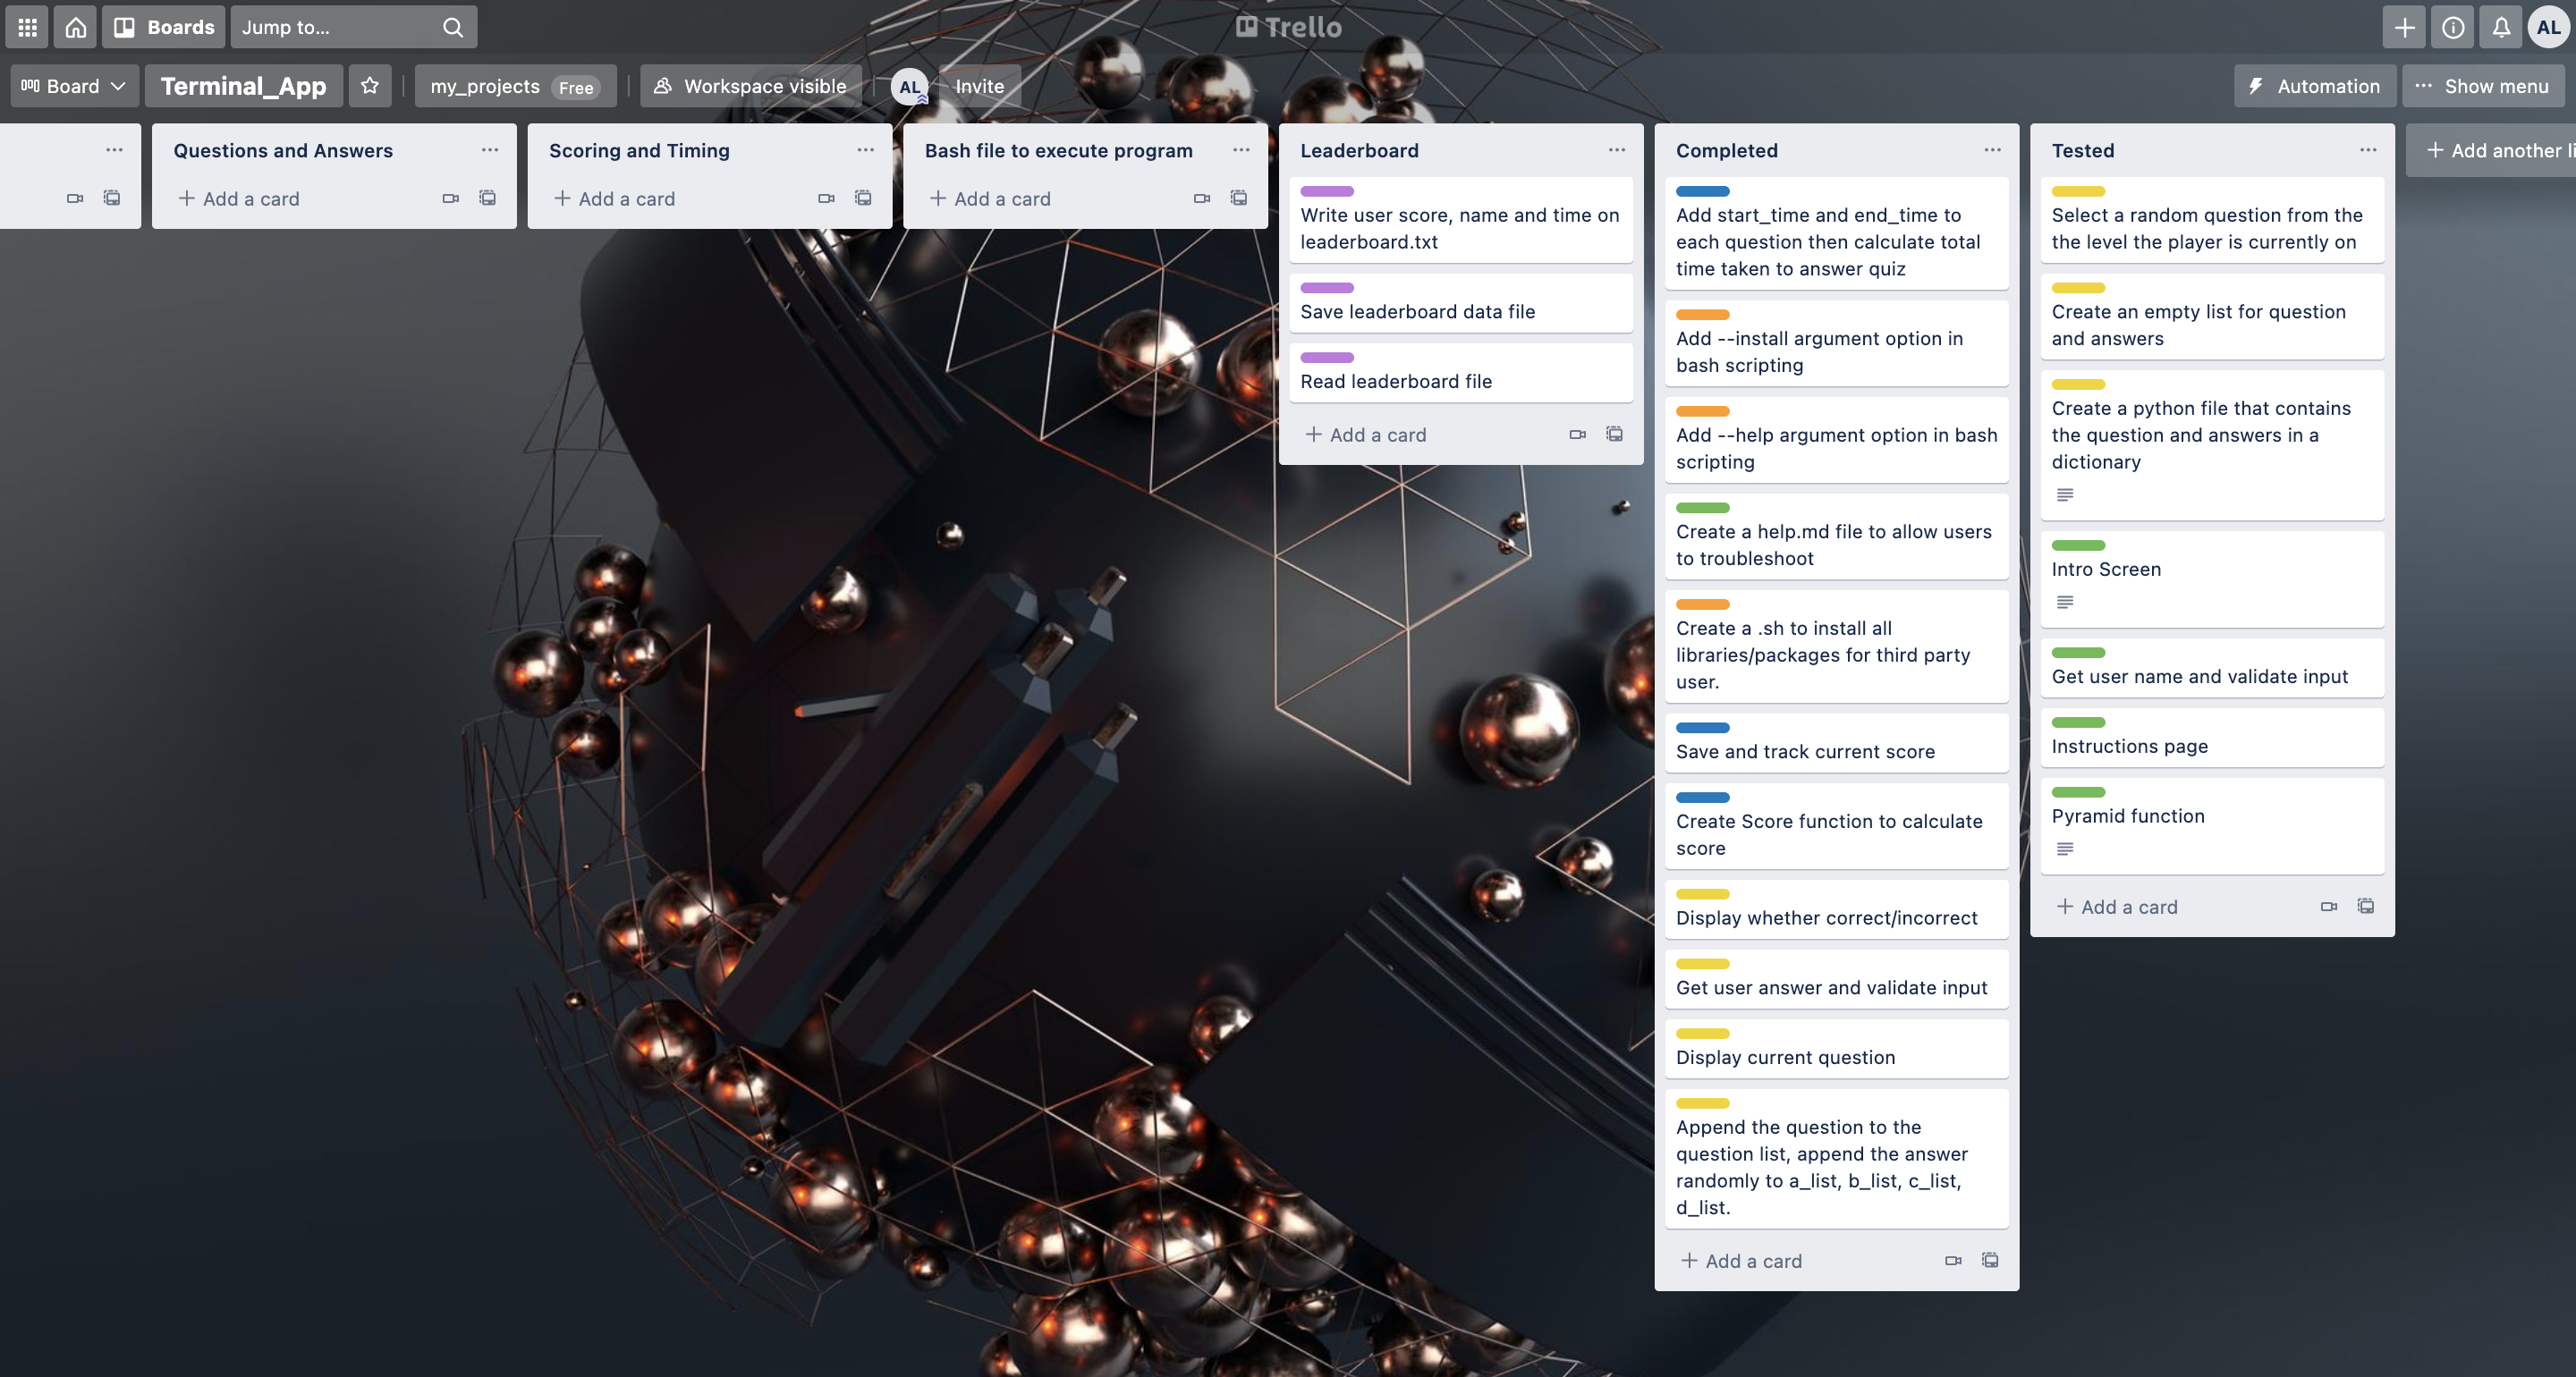 Boards
Jump to...
Trello
AL
Board
Terminal_App
my_projects Free
Workspace visible
AL
Invite
Automation
Show menu
Questions and Answers
Add a card
Scoring and Timing
Add a card
Bash file to execute program
Add a card
Leaderboard
Write user score, name and time on
leaderboard.txt
Save leaderboard data file
Read leaderboard file
Add a card
Completed
Add start_time and end_time to
each question then calculate total
time taken to answer quiz
Add --install argument option in
bash scripting
Add --help argument option in bash
scripting
Create a help.md file to allow users
to troubleshoot
Create a .sh to install all
libraries/packages for third party
user.
Save and track current score
Create Score function to calculate
score
Display whether correct/incorrect
Get user answer and validate input
Display current question
Append the question to the
question list, append the answer
randomly to a_list, b_list, c_list,
d_list.
Add a card
Tested
Select a random question from the
the level the player is currently on
Create an empty list for question
and answers
Create a python file that contains
the question and answers in a
dictionary
Intro Screen
Get user name and validate input
Instructions page
Pyramid function
Add a card
Add another li